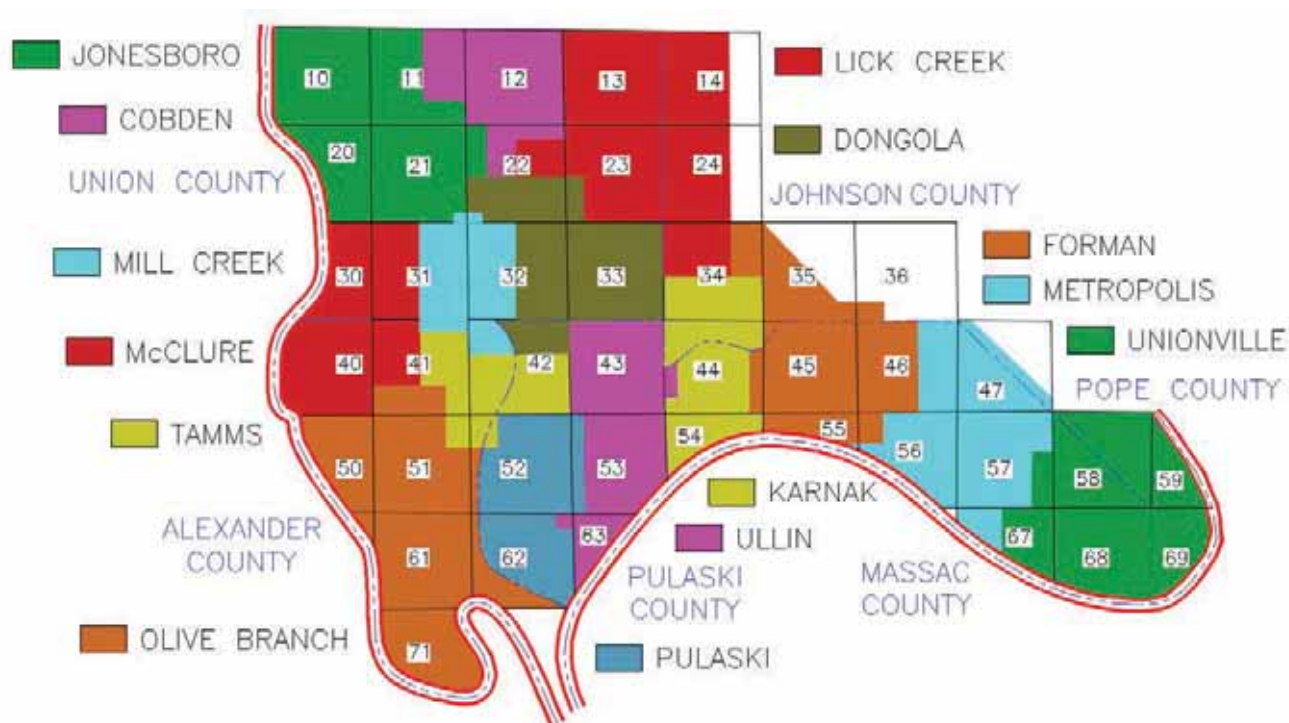 JONESBORO
10
11
12
13
14
LICK CREEK
COBDEN
DONGOLA
20
21
22
23
24
UNION COUNTY
JOHNSON COUNTY
MILL CREEK
30
31
32
33
34
35
36
FORMAN
METROPOLIS
McCLURE
40
41
42
43
44
45
46
47
UNIONVILLE
POPE COUNTY
TAMMS
50
51
52
53
54
55
56
57
58
59
KARNAK
ALEXANDER
COUNTY
61
62
63
ULLIN
PULASKI
COUNTY
MASSAC
COUNTY
67
68
69
OLIVE BRANCH
71
PULASKI